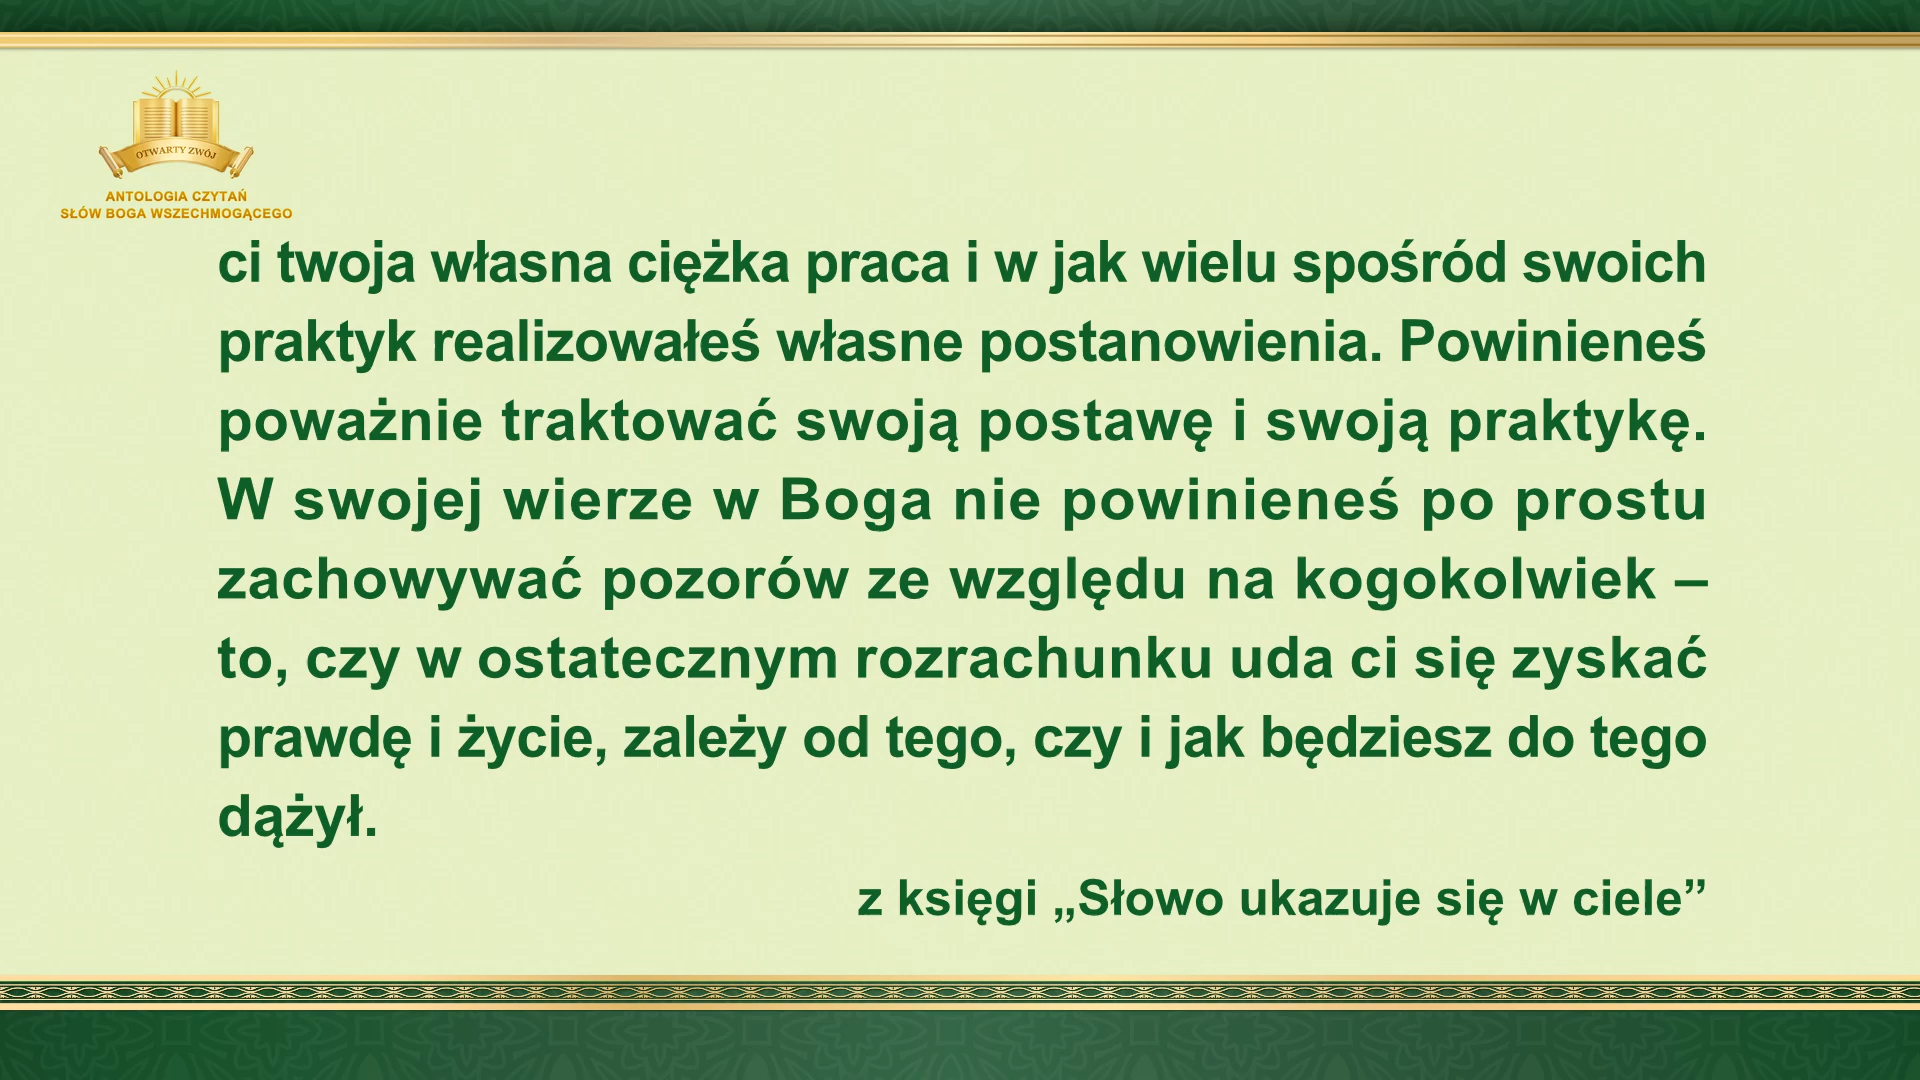 OTWARTY ZWÓJ
ANTOLOGIA CZYTAŃ
SŁÓW BOGA WSZECHMOGĄCEGO
ci twoja własna ciężka praca i w jak wielu spośród swoich
praktyk realizowałeś własne postanowienia. Powinieneś
poważnie traktować swoją postawę i swoją praktykę.
W swojej wierze w Boga nie powinieneś po prostu
zachowywać pozorów ze względu na kogokolwiek –
to, czy w ostatecznym rozrachunku uda ci się zyskać
prawdę i życie, zależy od tego, czy i jak będziesz do tego
dążył.
z księgi „Słowo ukazuje się w ciele”